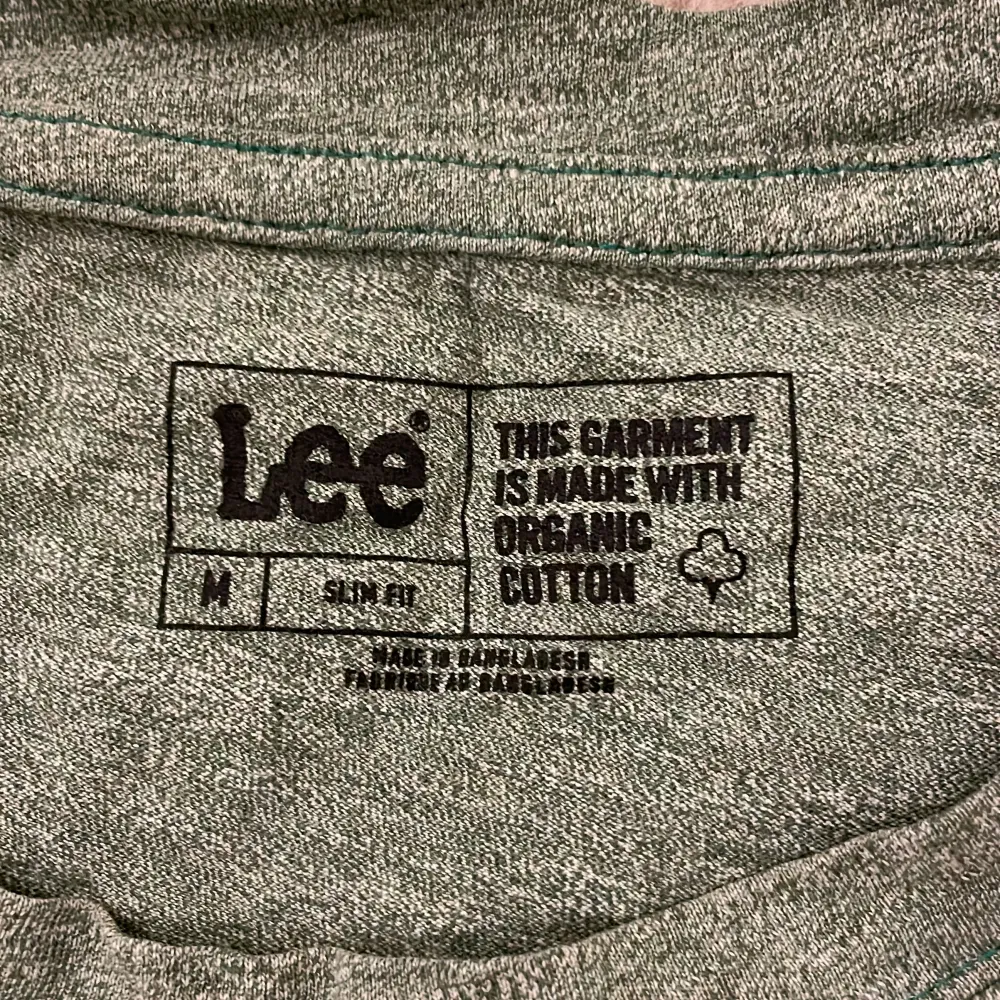 Lee®
M
SLIM FIT
THIS GARMENT
IS MADE WITH
ORGANIC
COTTON
MADE IN BANGLADESH
FABRIQUE AU BANGLADESH